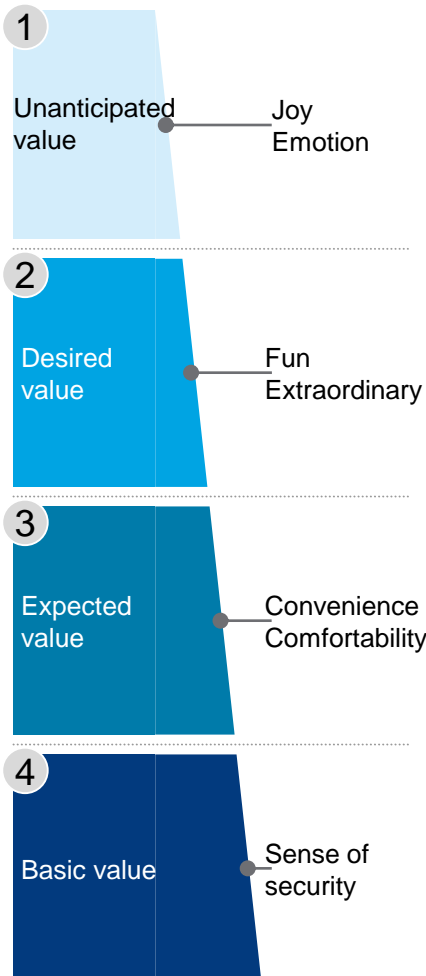 1
Unanticipated
value
Joy
Emotion
2
Desired
value
Fun
Extraordinary
3
Expected
value
Convenience
Comfortability
4
Basic value
Sense of
security